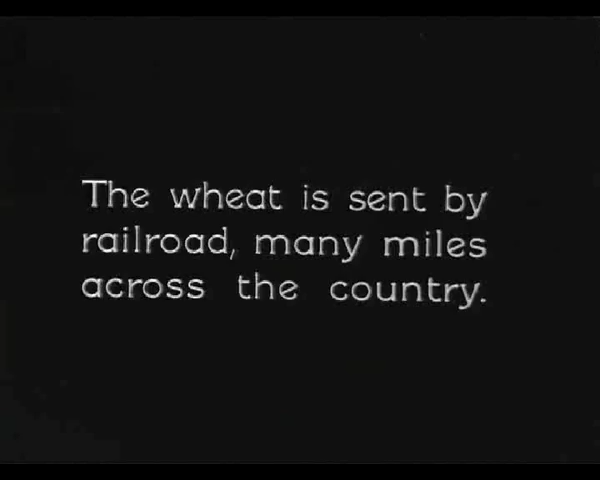 The wheat is sent by
railroad, many miles
across the country.